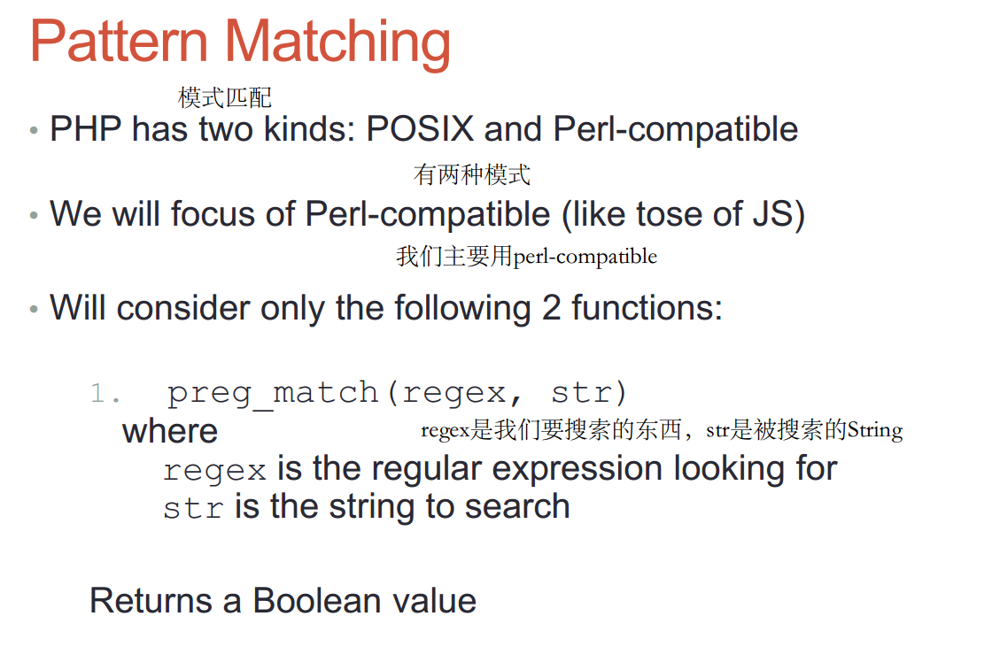 Pattern Matching
模式匹配
• PHP has two kinds: POSIX and Perl-compatible
有两种模式
• We will focus of Perl-compatible (like tose of JS)
我们主要用perl-compatible
• Will consider only the following 2 functions:
1. preg_match(regex, str)
where
regex是我们要搜索的东西，str是被搜索的String
regex is the regular expression looking for
str is the string to search
Returns a Boolean value